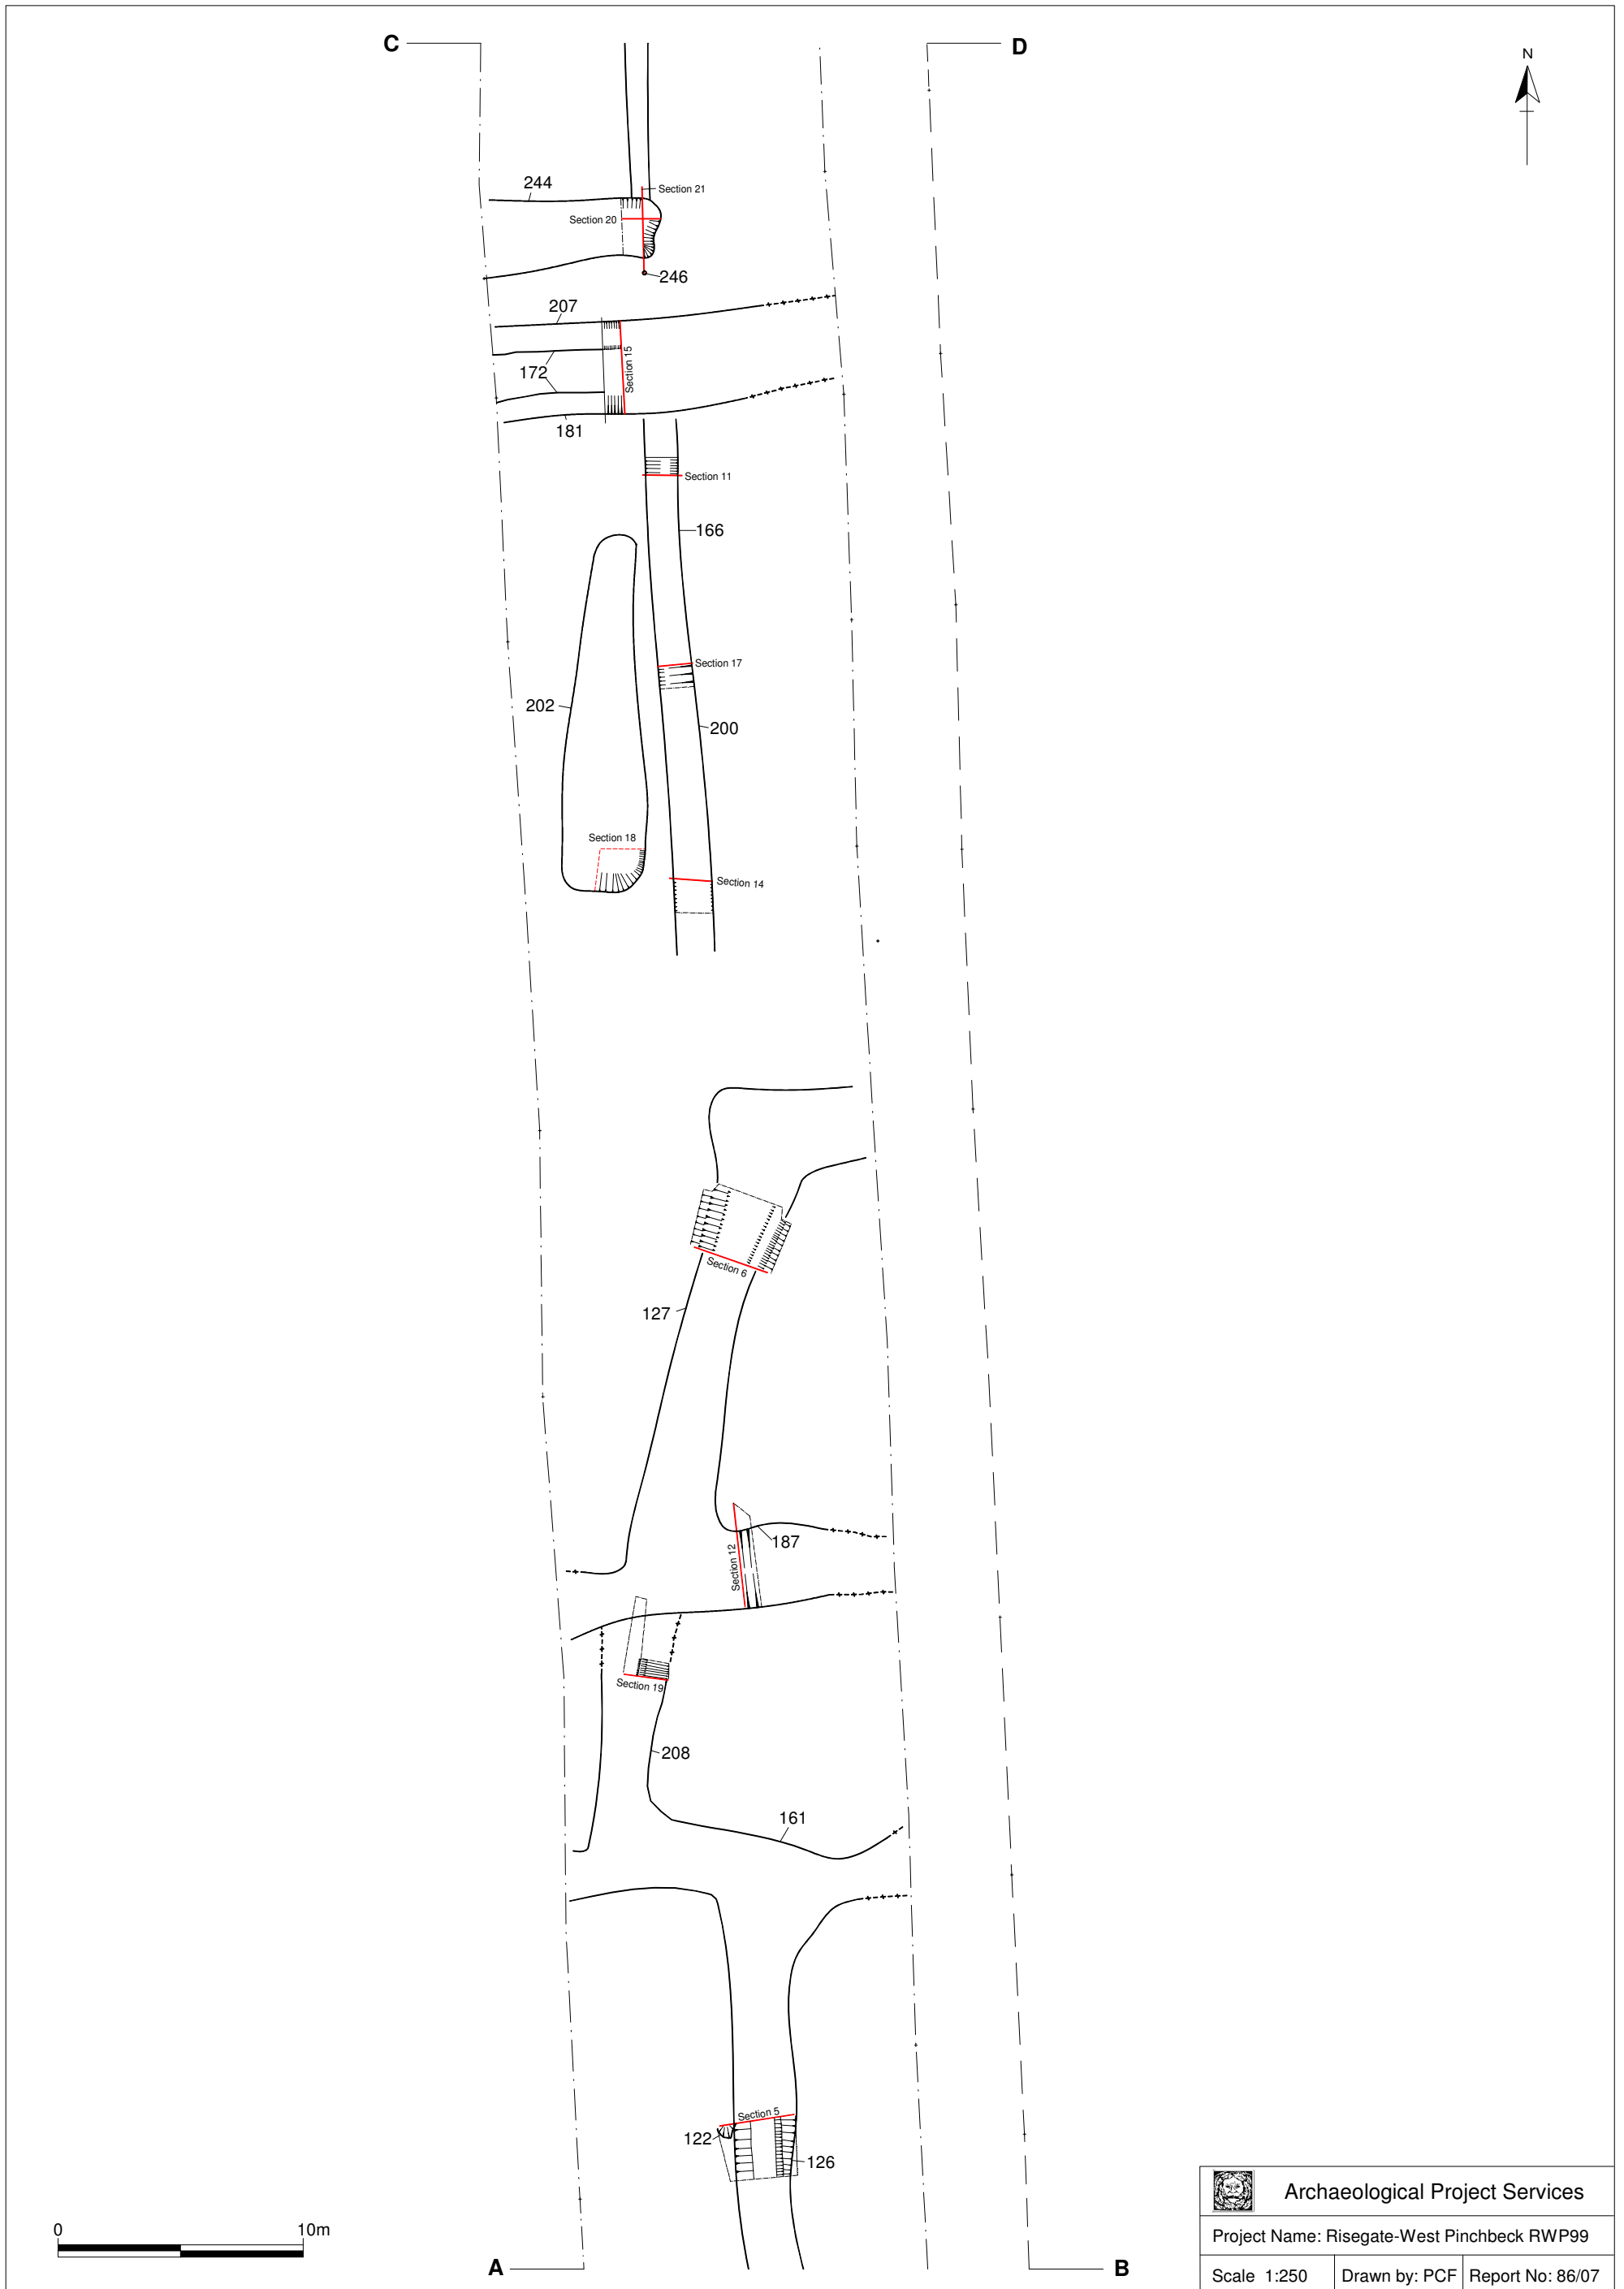 C
D
N
244
Section 21
Section 20
246
207
Section 15
172
181
Section 11
166
Section 17
202
200
Section 18
Section 14
Section 6
127
187
Section 12
Section 19
208
161
Section 5
122
126
0 10m
A
B
Archaeological Project Services
Project Name: Risegate-West Pinchbeck RWP99
Scale 1:250
Drawn by: PCF
Report No: 86/07